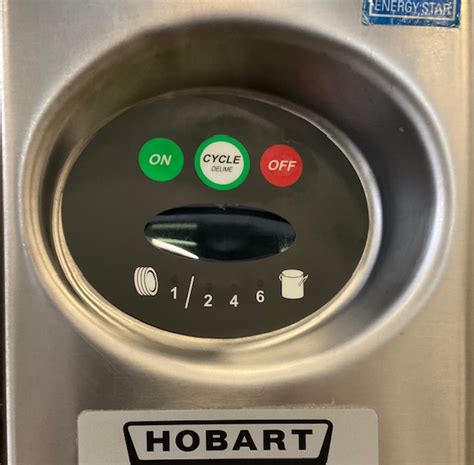 ENERGY STAR
ON
CYCLE
DELIME
OFF
1/2 4 6
HOBART